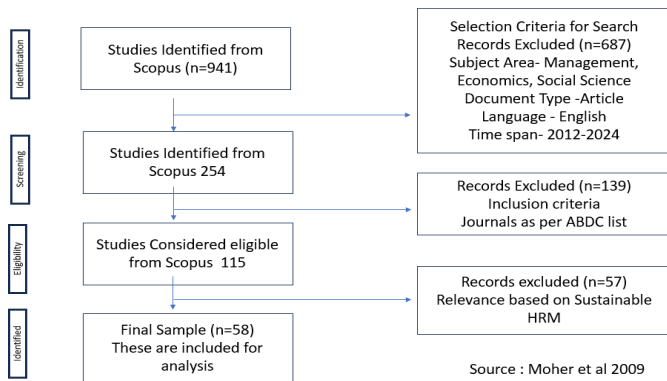 Identification
Studies Identified from
Scopus (n=941)
Selection Criteria for Search
Records Excluded (n=687)
Subject Area- Management,
Economics, Social Science
Document Type -Article
Language - English
Time span- 2012-2024
Screening
Studies Identified from
Scopus 254
Records Excluded (n=139)
Inclusion criteria
Journals as per ABDC list
Eligibility
Studies Considered eligible
from Scopus 115
Records excluded (n=57)
Relevance based on Sustainable
HRM
Identified
Final Sample (n=58)
These are included for
analysis
Source : Moher et al 2009